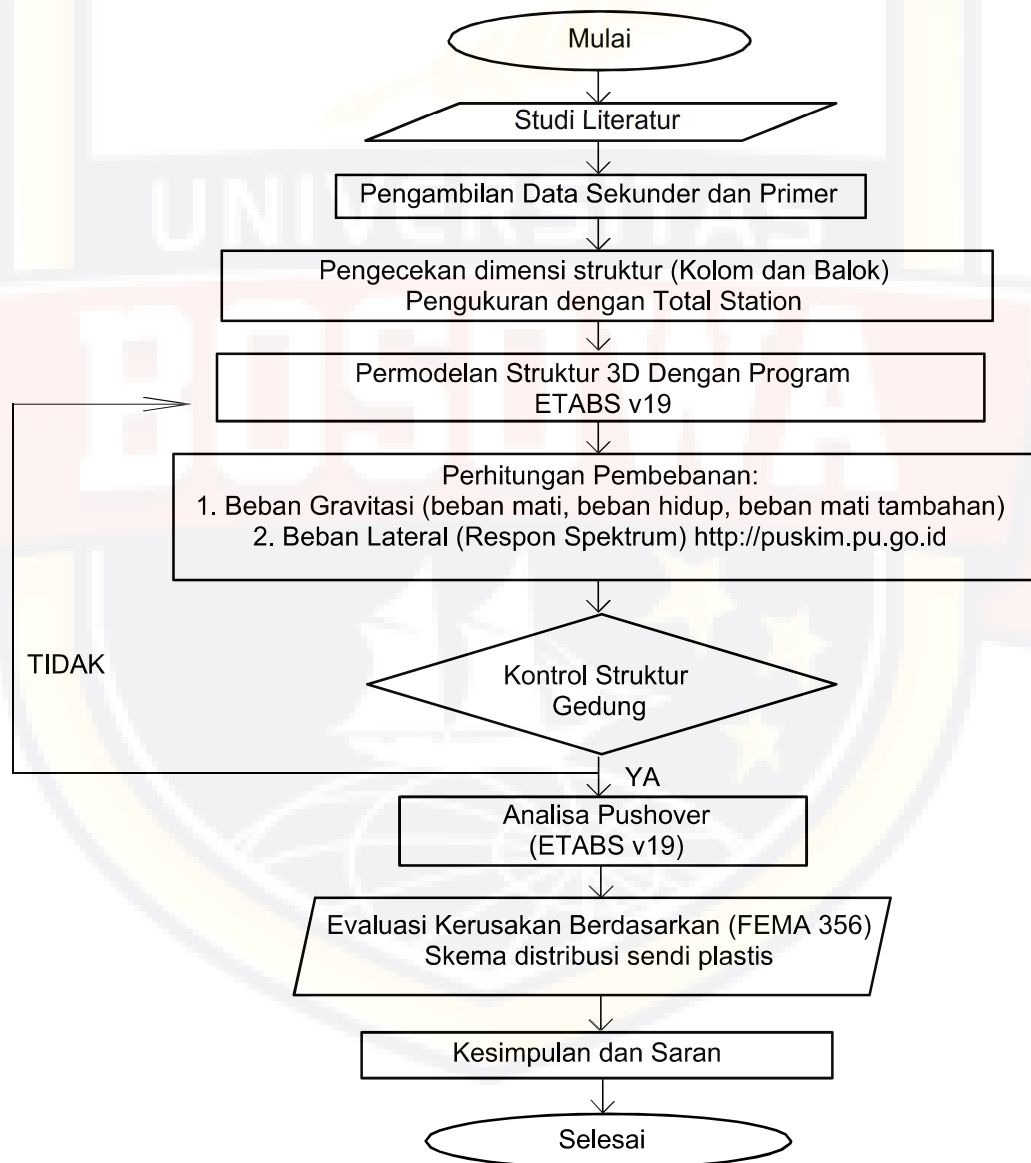 Mulai
Studi Literatur
UNIVERSITAS
Pengambilan Data Sekunder dan Primer
Pengecekan dimensi struktur (Kolom dan Balok)
Pengukuran dengan Total Station
BOSOWA
Permodelan Struktur 3D Dengan Program
ETABS v19
Perhitungan Pembebanan:
1. Beban Gravitasi (beban mati, beban hidup, beban mati tambahan)
2. Beban Lateral (Respon Spektrum) http://puskim.pu.go.id
TIDAK
Kontrol Struktur
Gedung
YA
Analisa Pushover
(ETABS v19)
Evaluasi Kerusakan Berdasarkan (FEMA 356)
Skema distribusi sendi plastis
Kesimpulan dan Saran
Selesai